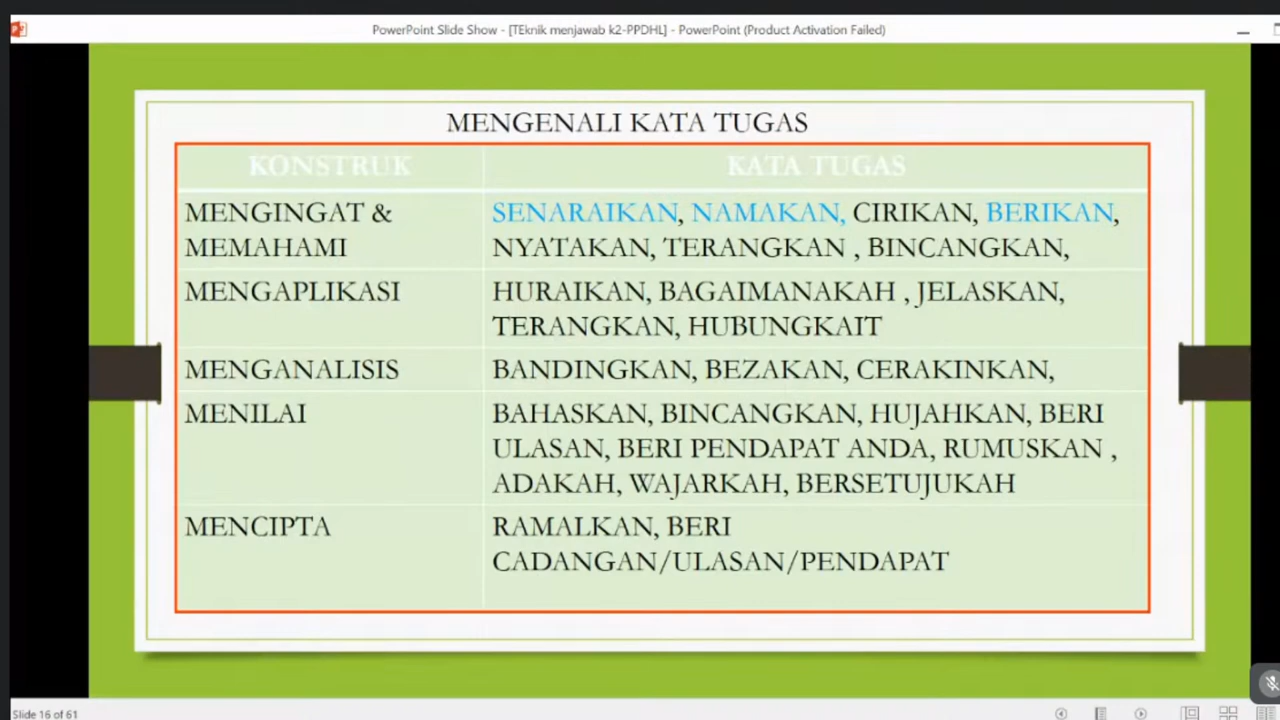 PowerPoint Slide Show - [TEknik menjawab k2-PPDHL] - PowerPoint (Product Activation Failed)
MENGENALI KATA TUGAS
KONSTRUK KATA TUGAS
MENGINGAT & SENARAIKAN, NAMAKAN, CIRIKAN, BERIKAN,
MEMAHAMI NYATAKAN, TERANGKAN , BINCANGKAN,
MENGAPLIKASI HURAIKAN, BAGAIMANAKAH , JELASKAN,
TERANGKAN, HUBUNGKAIT
MENGANALISIS BANDINGKAN, BEZAKAN, CERAKINKAN,
MENILAI BAHASKAN, BINCANGKAN, HUJAHKAN, BERI
ULASAN, BERI PENDAPAT ANDA, RUMUSKAN ,
ADAKAH, WAJARKAH, BERSETUJUKAH
MENCIPTA RAMALKAN, BERI
CADANGAN/ULASAN/PENDAPAT
Slide 16 of 61